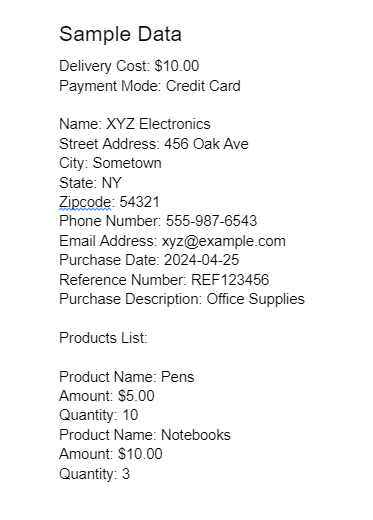 Sample Data
Delivery Cost: $10.00
Payment Mode: Credit Card
Name: XYZ Electronics
Street Address: 456 Oak Ave
City: Sometown
State: NY
Zipcode: 54321
Phone Number: 555-987-6543
Email Address: xyz@example.com
Purchase Date: 2024-04-25
Reference Number: REF123456
Purchase Description: Office Supplies
Products List:
Product Name: Pens
Amount: $5.00
Quantity: 10
Product Name: Notebooks
Amount: $10.00
Quantity: 3